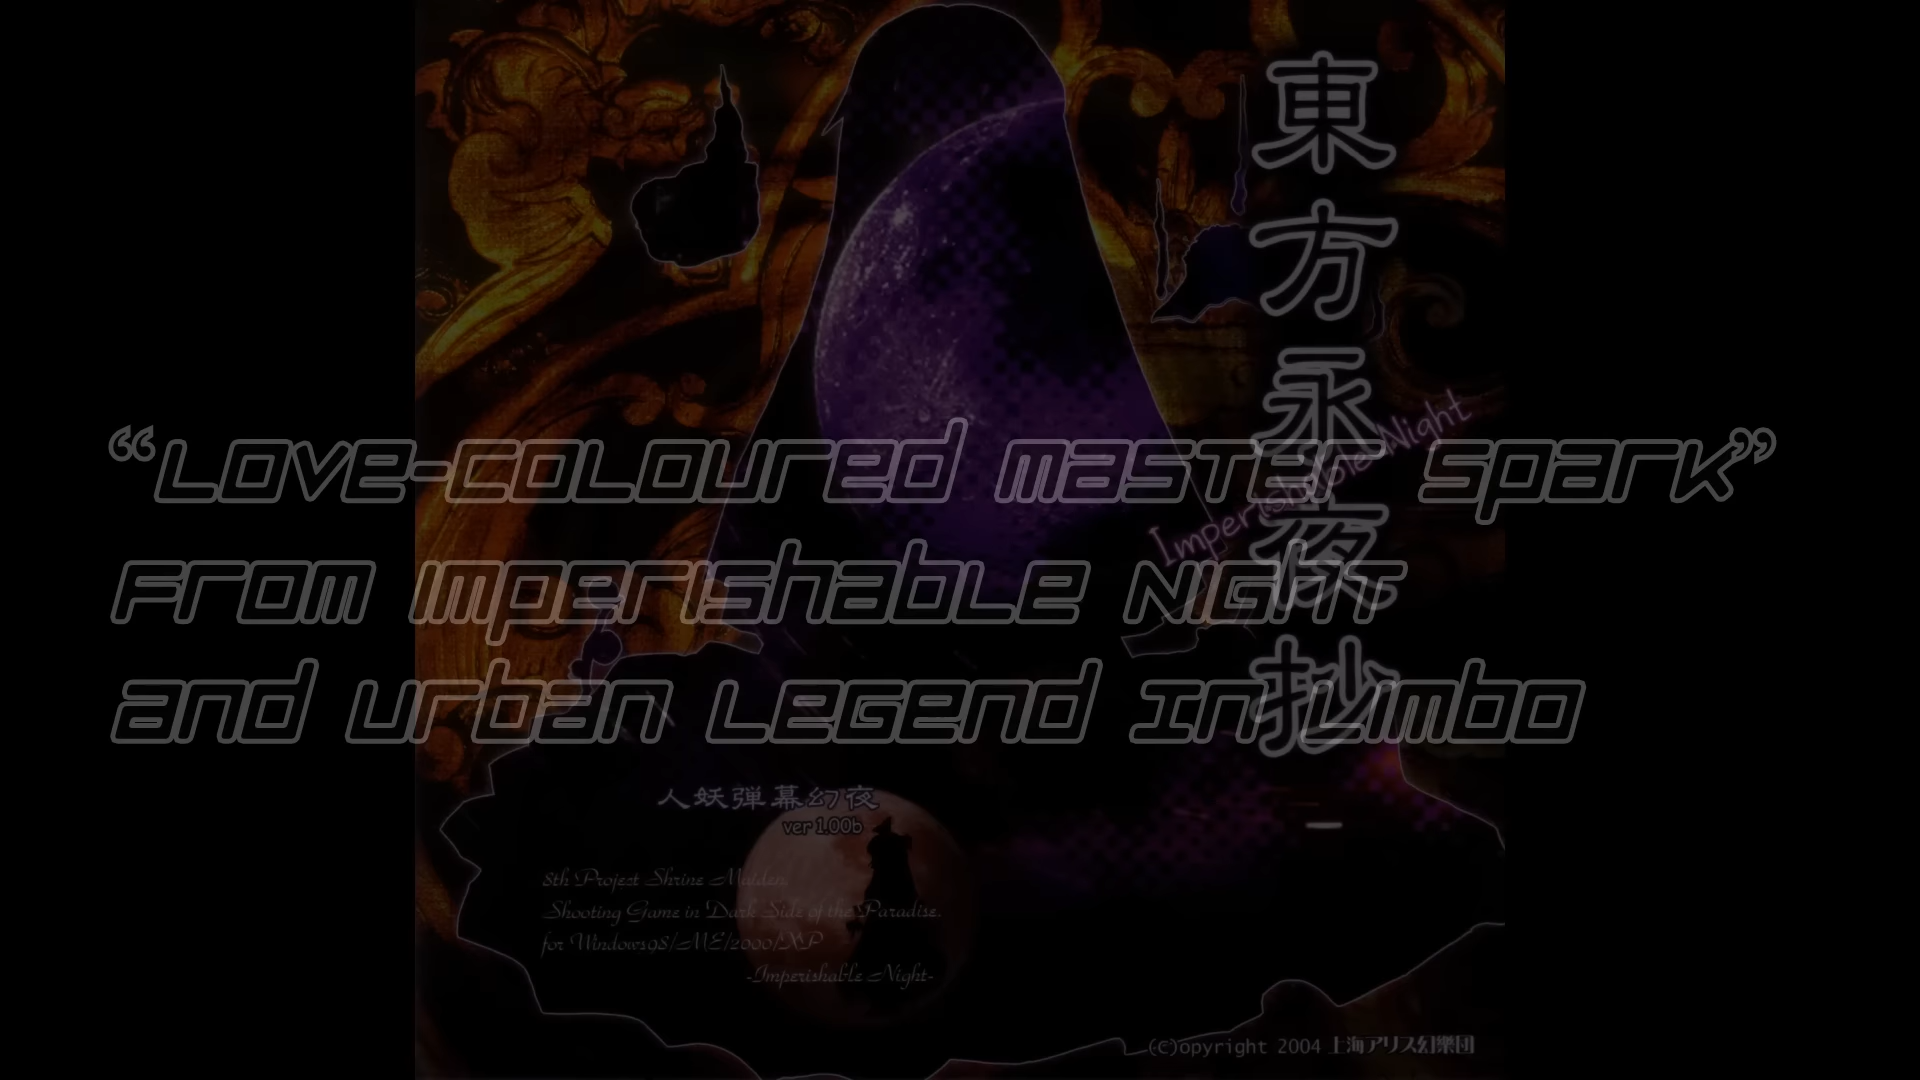 東方永夜抄
Imperishable Night
“Love-coloured master spark”
from Imperishable Night
and Urban Legend in Limbo
人妖弾幕幻夜
ver 1.00b
8th Project Shrine Maiden.
Shooting Game in Dark Side of the Paradise.
for Windows98/ME/2000/XP
-Imperishable Night-
(C)opyright 2004 上海アリス幻樂団